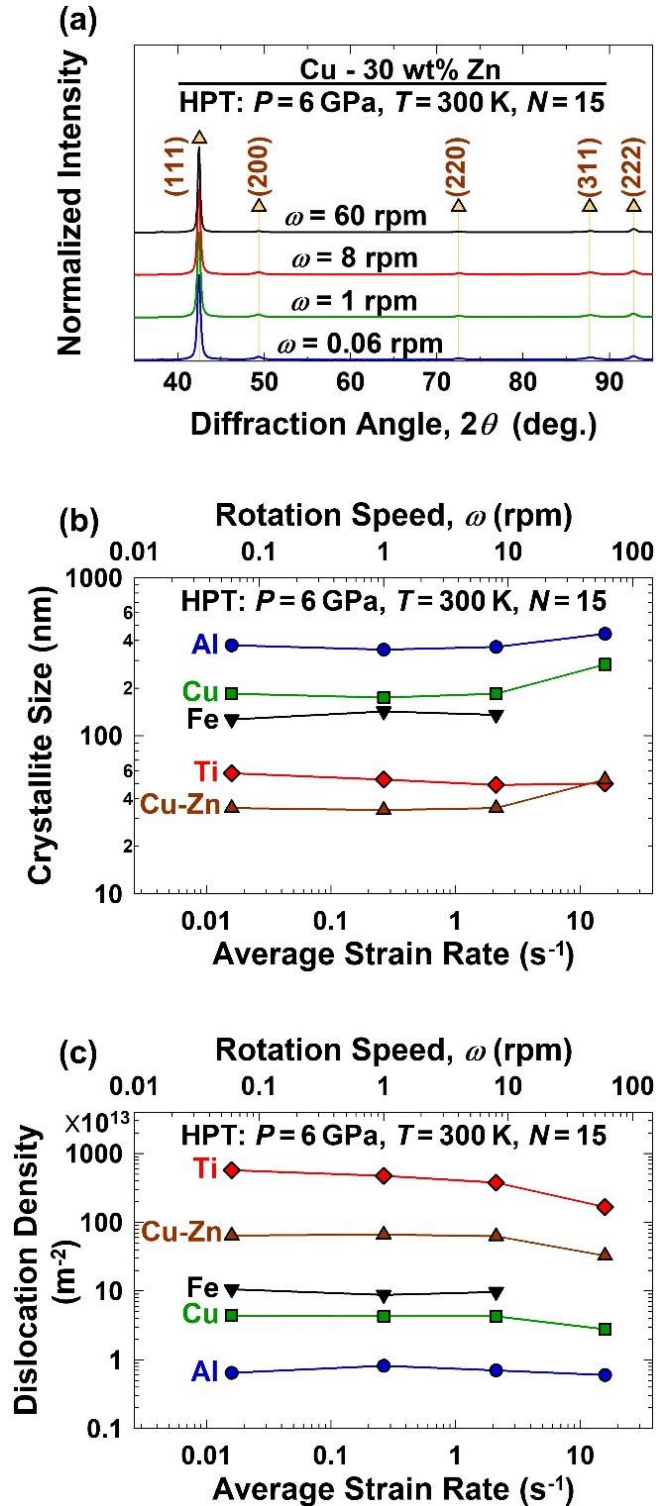 (a)
Cu - 30 wt% Zn
HPT: P = 6 GPa, T = 300 K, N = 15
(111)
(200)
(220)
(311)
(222)
ω = 60 rpm
ω = 8 rpm
ω = 1 rpm
ω = 0.06 rpm
Normalized Intensity
40 50 60 70 80 90
Diffraction Angle, 2θ (deg.)
(b)
Rotation Speed, ω (rpm)
0.01 0.1 1 10 100
HPT: P = 6 GPa, T = 300 K, N = 15
Crystallite Size (nm)
1000
6
4
2
100
6
4
2
10
Al
Cu
Fe
Ti
Cu-Zn
0.01 0.1 1 10
Average Strain Rate (s⁻¹)
(c)
Rotation Speed, ω (rpm)
0.01 0.1 1 10 100
X10¹³
HPT: P = 6 GPa, T = 300 K, N = 15
Dislocation Density
(m⁻²)
1000
100
10
1
0.1
Ti
Cu-Zn
Fe
Cu
Al
0.01 0.1 1 10
Average Strain Rate (s⁻¹)